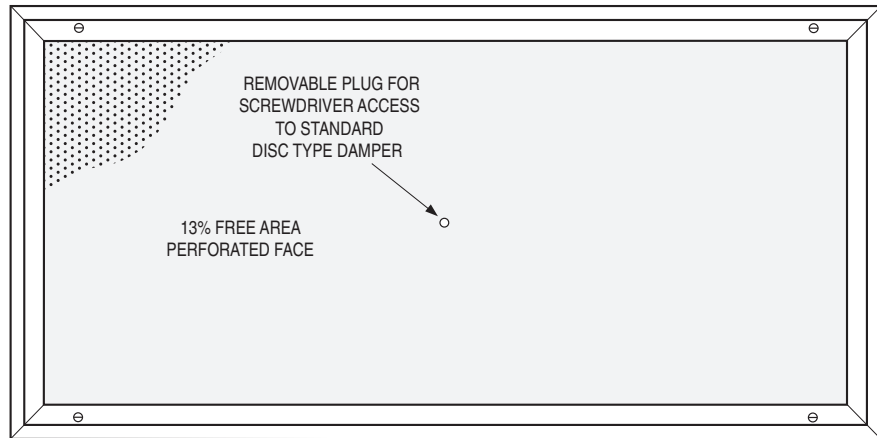 REMOVABLE PLUG FOR
SCREWDRIVER ACCESS
TO STANDARD
DISC TYPE DAMPER
13% FREE AREA
PERFORATED FACE